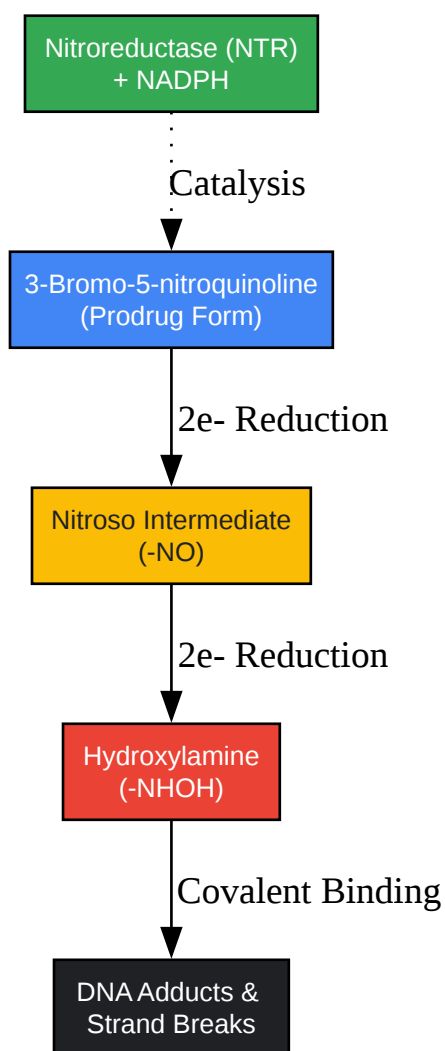 Nitroreductase (NTR)
+ NADPH
Catalysis
3-Bromo-5-nitroquinoline
(Prodrug Form)
2e- Reduction
Nitroso Intermediate
(-NO)
2e- Reduction
Hydroxylamine
(-NHOH)
Covalent Binding
DNA Adducts &
Strand Breaks